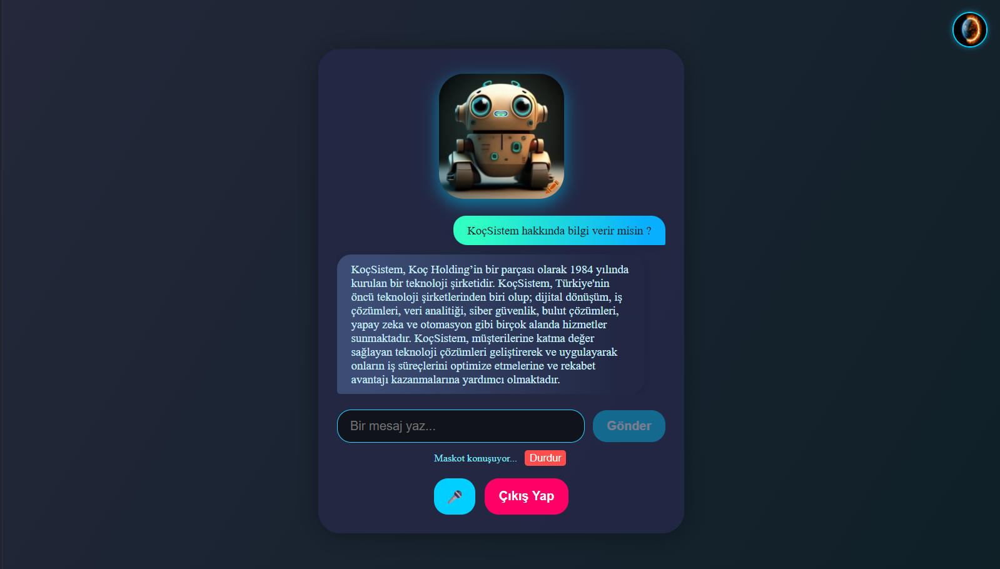 KoçSistem hakkında bilgi verir misin ?
KoçSistem, Koç Holding’in bir parçası olarak 1984 yılında
kurulan bir teknoloji şirketidir. KoçSistem, Türkiye'nin
öncü teknoloji şirketlerinden biri olup; dijital dönüşüm, iş
çözümleri, veri analitiği, siber güvenlik, bulut çözümleri,
yapay zeka ve otomasyon gibi birçok alanda hizmetler
sunmaktadır. KoçSistem, müşterilerine katma değer
sağlayan teknoloji çözümleri geliştirerek ve uygulayarak
onların iş süreçlerini optimize etmelerine ve rekabet
avantajı kazanmalarına yardımcı olmaktadır.
Bir mesaj yaz...
Gönder
Maskot konuşuyor...
Durdur
Çıkış Yap